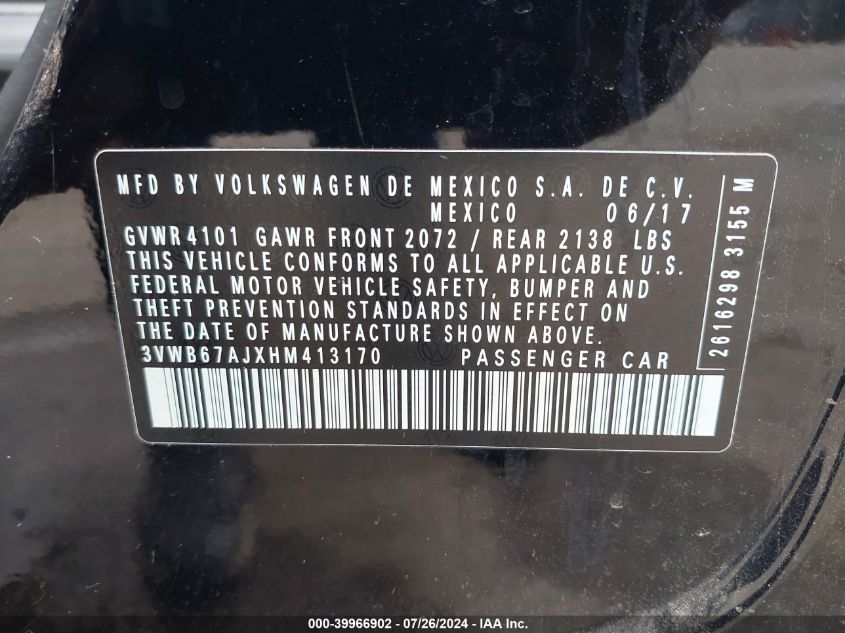 MFD BY VOLKSWAGEN DE MEXICO S.A. DE C.V.
MEXICO 06/17
GVWR 4101 GAWR FRONT 2072 / REAR 2138 LBS
THIS VEHICLE CONFORMS TO ALL APPLICABLE U.S.
FEDERAL MOTOR VEHICLE SAFETY, BUMPER AND
THEFT PREVENTION STANDARDS IN EFFECT ON
THE DATE OF MANUFACTURE SHOWN ABOVE.
3VWB67AJXHM413170 PASSENGER CAR
2616298 3155 M
000-39966902 - 07/26/2024 - IAA Inc.